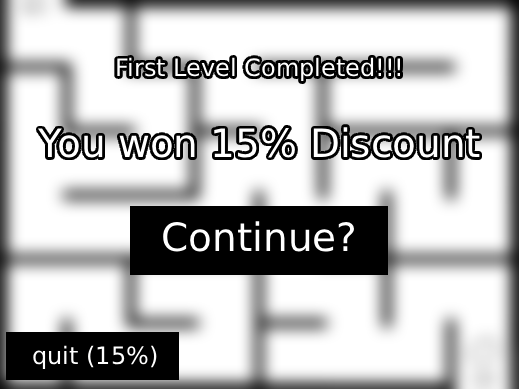 First Level Completed!!!
You won 15% Discount
Continue?
quit (15%)